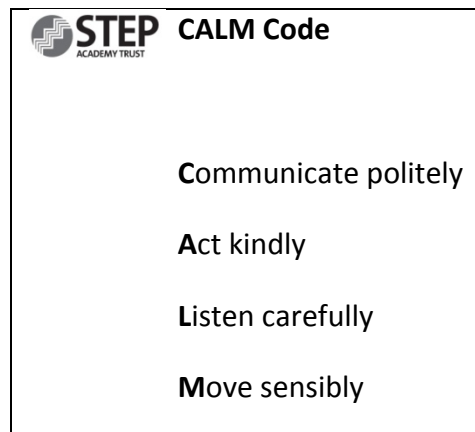 STEP CALM Code
ACADEMY TRUST
Communicate politely
Act kindly
Listen carefully
Move sensibly